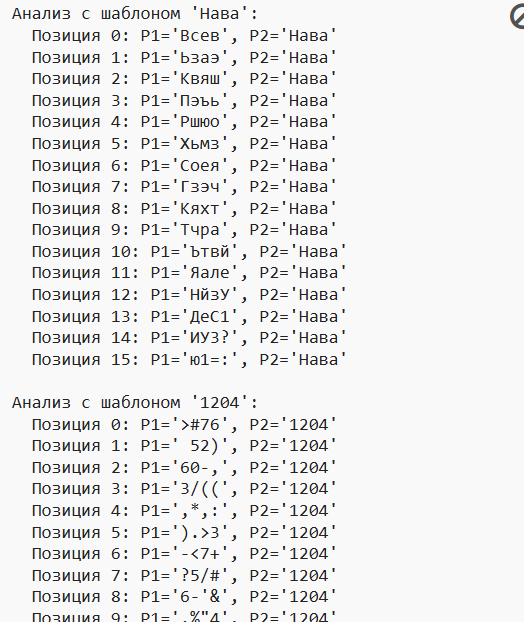 Анализ с шаблоном 'Нава':
Позиция 0: P1='Всев', P2='Нава'
Позиция 1: P1='Ьзаэ', P2='Нава'
Позиция 2: P1='Квяш', P2='Нава'
Позиция 3: P1='Пэъь', P2='Нава'
Позиция 4: P1='Ршюо', P2='Нава'
Позиция 5: P1='Хьмз', P2='Нава'
Позиция 6: P1='Соея', P2='Нава'
Позиция 7: P1='Гзэч', P2='Нава'
Позиция 8: P1='Кяхт', P2='Нава'
Позиция 9: P1='Тчра', P2='Нава'
Позиция 10: P1='Ътвй', P2='Нава'
Позиция 11: P1='Яале', P2='Нава'
Позиция 12: P1='НйзУ', P2='Нава'
Позиция 13: P1='ДеС1', P2='Нава'
Позиция 14: P1='ИУЗ?', P2='Нава'
Позиция 15: P1='ю1=:', P2='Нава'
Анализ с шаблоном '1204':
Позиция 0: P1='>#76', P2='1204'
Позиция 1: P1=' 52)', P2='1204'
Позиция 2: P1='60-,', P2='1204'
Позиция 3: P1='3/((', P2='1204'
Позиция 4: P1=',*,:', P2='1204'
Позиция 5: P1=').>3', P2='1204'
Позиция 6: P1='-<7+', P2='1204'
Позиция 7: P1='?5/#', P2='1204'
Позиция 8: P1='6-'&', P2='1204'
Позиция 9: P1='.%"4', P2='1204'